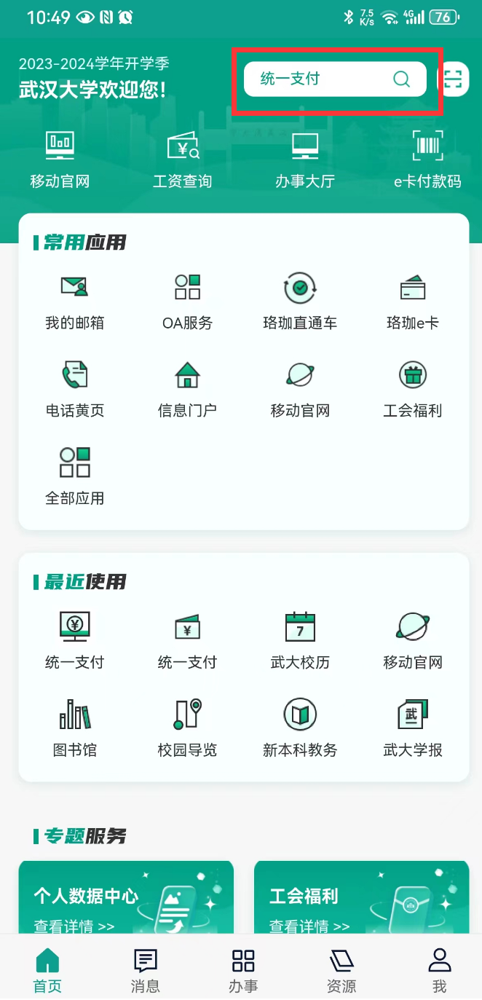 10:49
7.5 K/s
4G
76
2023-2024学年开学季
武汉大学欢迎您!
统一支付
移动官网 工资查询 办事大厅 e卡付款码
常用应用
我的邮箱 OA服务 珞珈直通车 珞珈e卡
电话黄页 信息门户 移动官网 工会福利
全部应用
最近使用
¥ ¥ 7
统一支付 统一支付 武大校历 移动官网
武
图书馆 校园导览 新本科教务 武大学报
专题服务
个人数据中心 工会福利
查看详情 >> 查看详情 >>
首页 消息 办事 资源 我